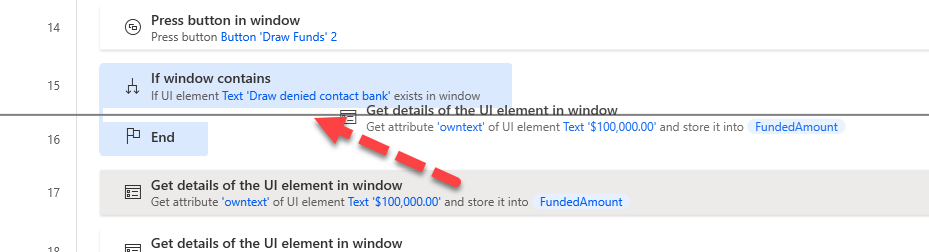 14
Press button in window
Press button Button 'Draw Funds' 2
15
If window contains
If UI element Text 'Draw denied contact bank' exists in window
Get details of the UI element in window
Get attribute 'owntext' of UI element Text '$100,000.00' and store it into FundedAmount
16
End
17
Get details of the UI element in window
Get attribute 'owntext' of UI element Text '$100,000.00' and store it into FundedAmount
18
Get details of the UI element in window